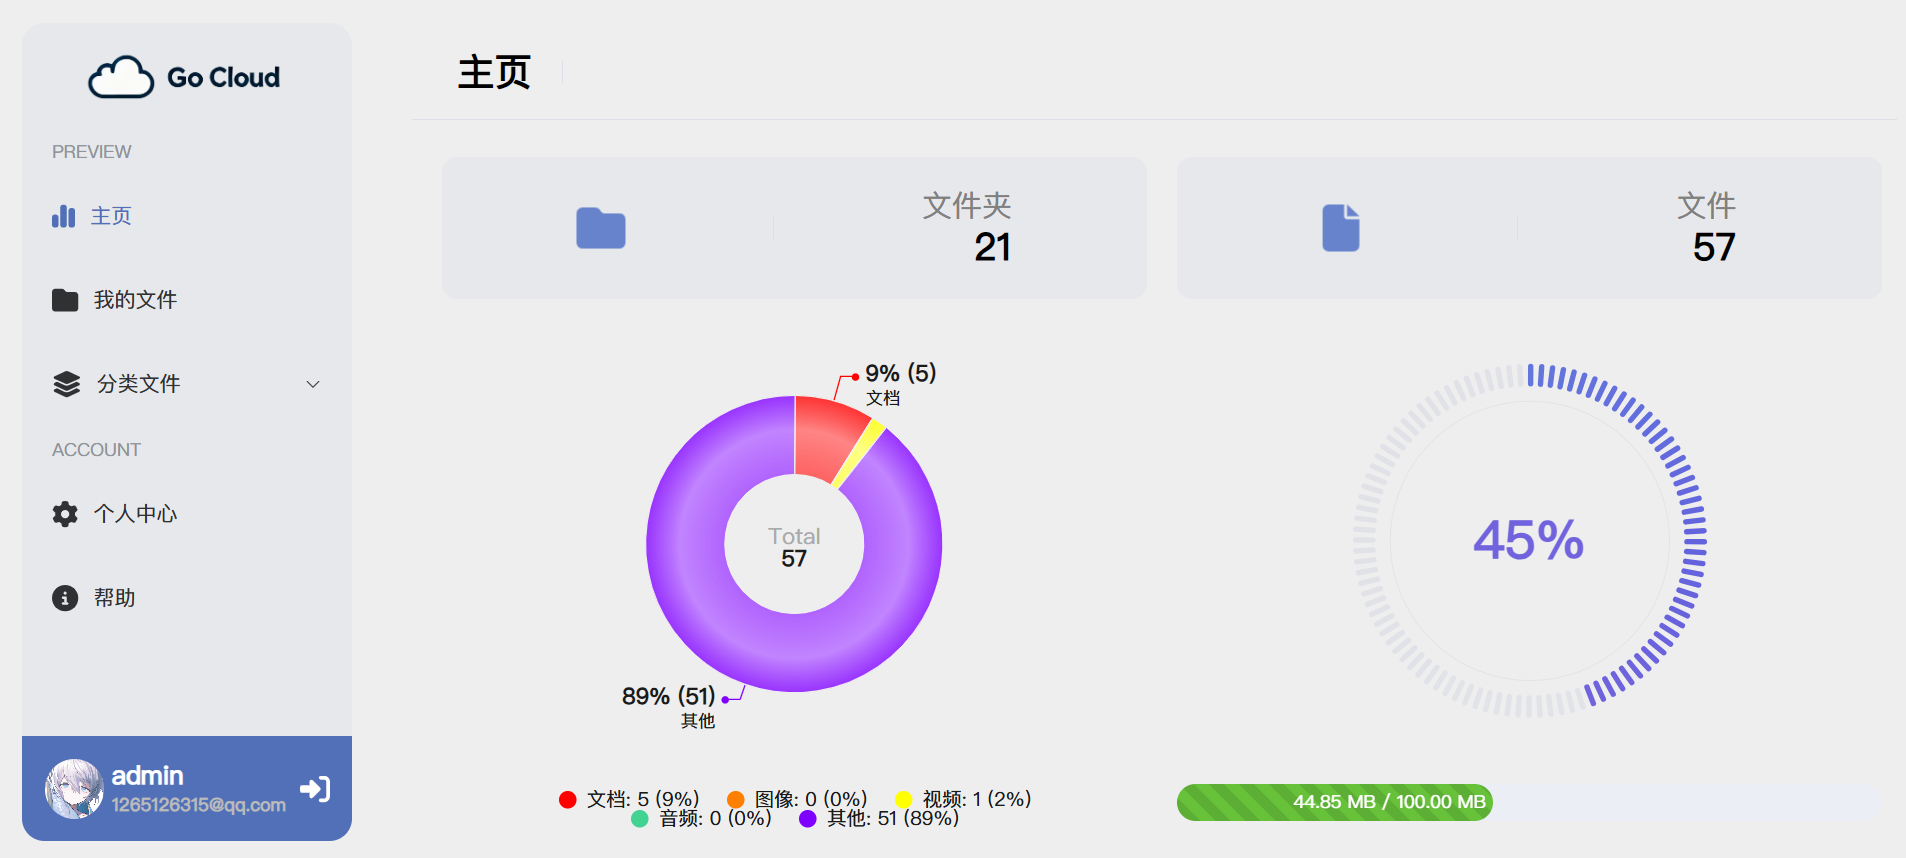 Go Cloud
PREVIEW
主页
我的文件
分类文件
ACCOUNT
个人中心
帮助
admin
1265126315@qq.com
主页
文件夹
21
文件
57
9% (5)
文档
Total
57
89% (51)
其他
文档: 5 (9%) 图像: 0 (0%) 视频: 1 (2%)
音频: 0 (0%) 其他: 51 (89%)
45%
44.85 MB / 100.00 MB